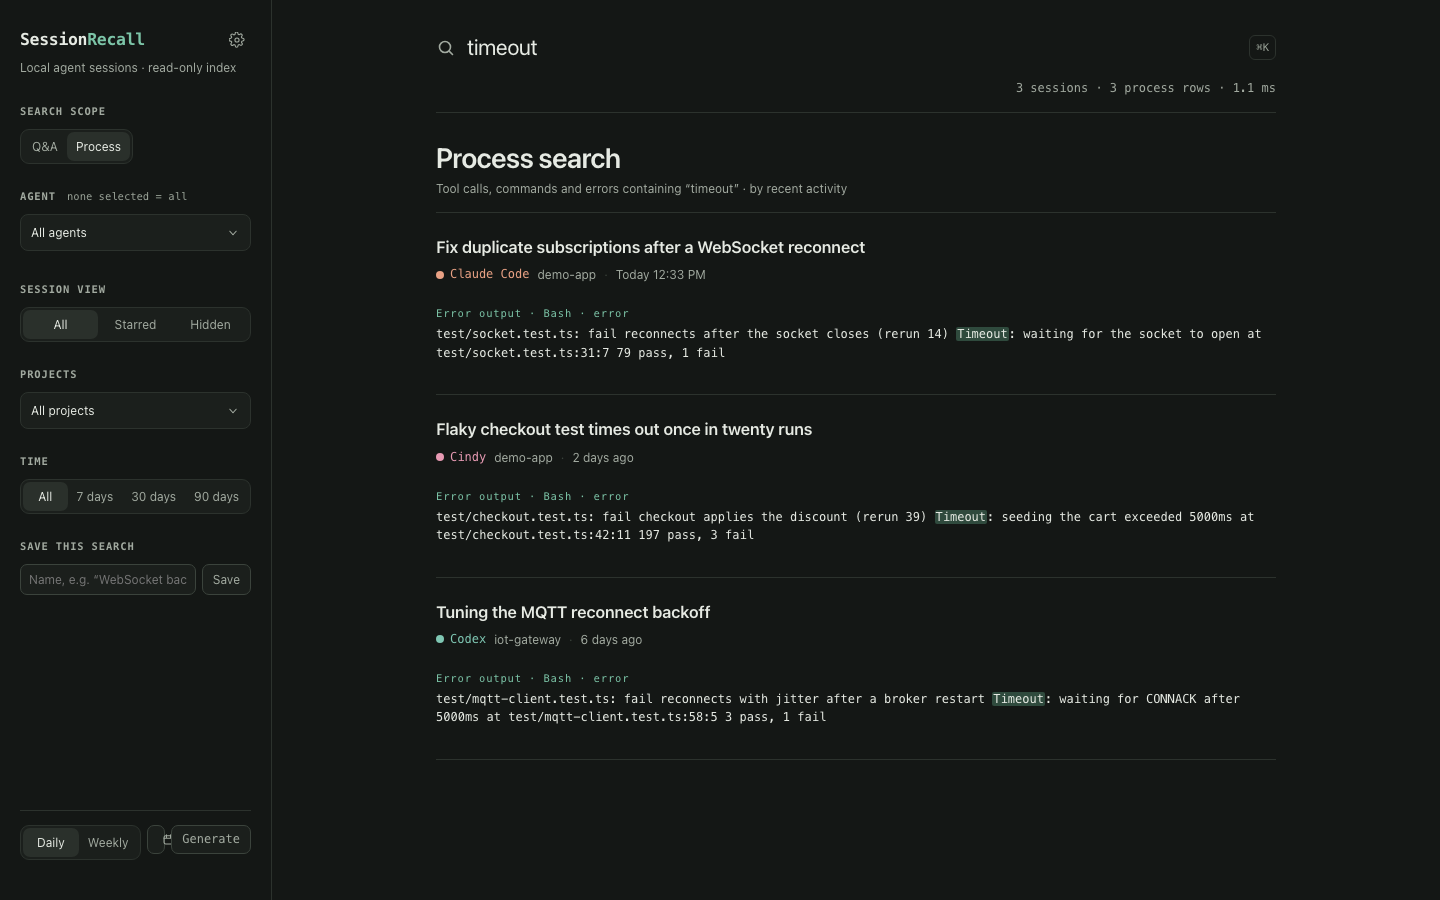 SessionRecall
Local agent sessions · read-only index
SEARCH SCOPE
Q&A Process
AGENT none selected = all
All agents
SESSION VIEW
All Starred Hidden
PROJECTS
All projects
TIME
All 7 days 30 days 90 days
SAVE THIS SEARCH
Name, e.g. “WebSocket bac Save
Daily Weekly Generate
timeout ⌘K
3 sessions · 3 process rows · 1.1 ms
Process search
Tool calls, commands and errors containing “timeout” · by recent activity
Fix duplicate subscriptions after a WebSocket reconnect
Claude Code demo-app · Today 12:33 PM
Error output · Bash · error
test/socket.test.ts: fail reconnects after the socket closes (rerun 14) Timeout: waiting for the socket to open at
test/socket.test.ts:31:7 79 pass, 1 fail
Flaky checkout test times out once in twenty runs
Cindy demo-app · 2 days ago
Error output · Bash · error
test/checkout.test.ts: fail checkout applies the discount (rerun 39) Timeout: seeding the cart exceeded 5000ms at
test/checkout.test.ts:42:11 197 pass, 3 fail
Tuning the MQTT reconnect backoff
Codex iot-gateway · 6 days ago
Error output · Bash · error
test/mqtt-client.test.ts: fail reconnects with jitter after a broker restart Timeout: waiting for CONNACK after
5000ms at test/mqtt-client.test.ts:58:5 3 pass, 1 fail